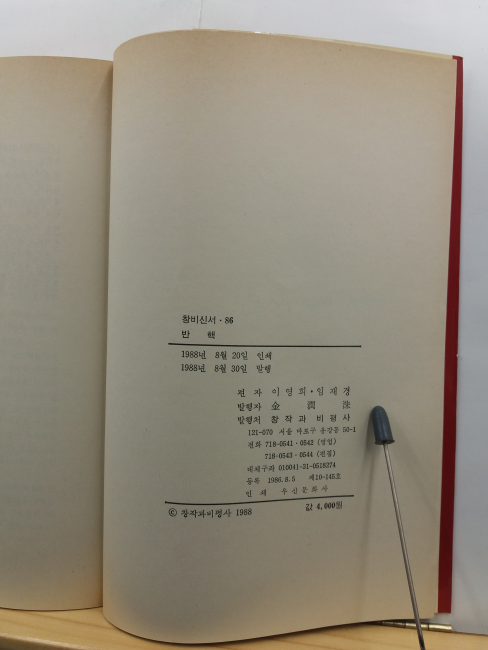 창비신서·86
반 핵
1988년 8월 20일 인쇄
1988년 8월 30일 발행
편 자 이영희·임재경
발행자 金 潤 洙
발행처 창작과비평사
121-070 서울 마포구 용강동 50-1
전화 718-0541·0542 (영업)
718-0543·0544 (편집)
대체구좌 010041-31-0518274
등록 1986.8.5 제10-145호
인쇄 우신문화사
ⓒ 창작과비평사 1988 값 4,000원